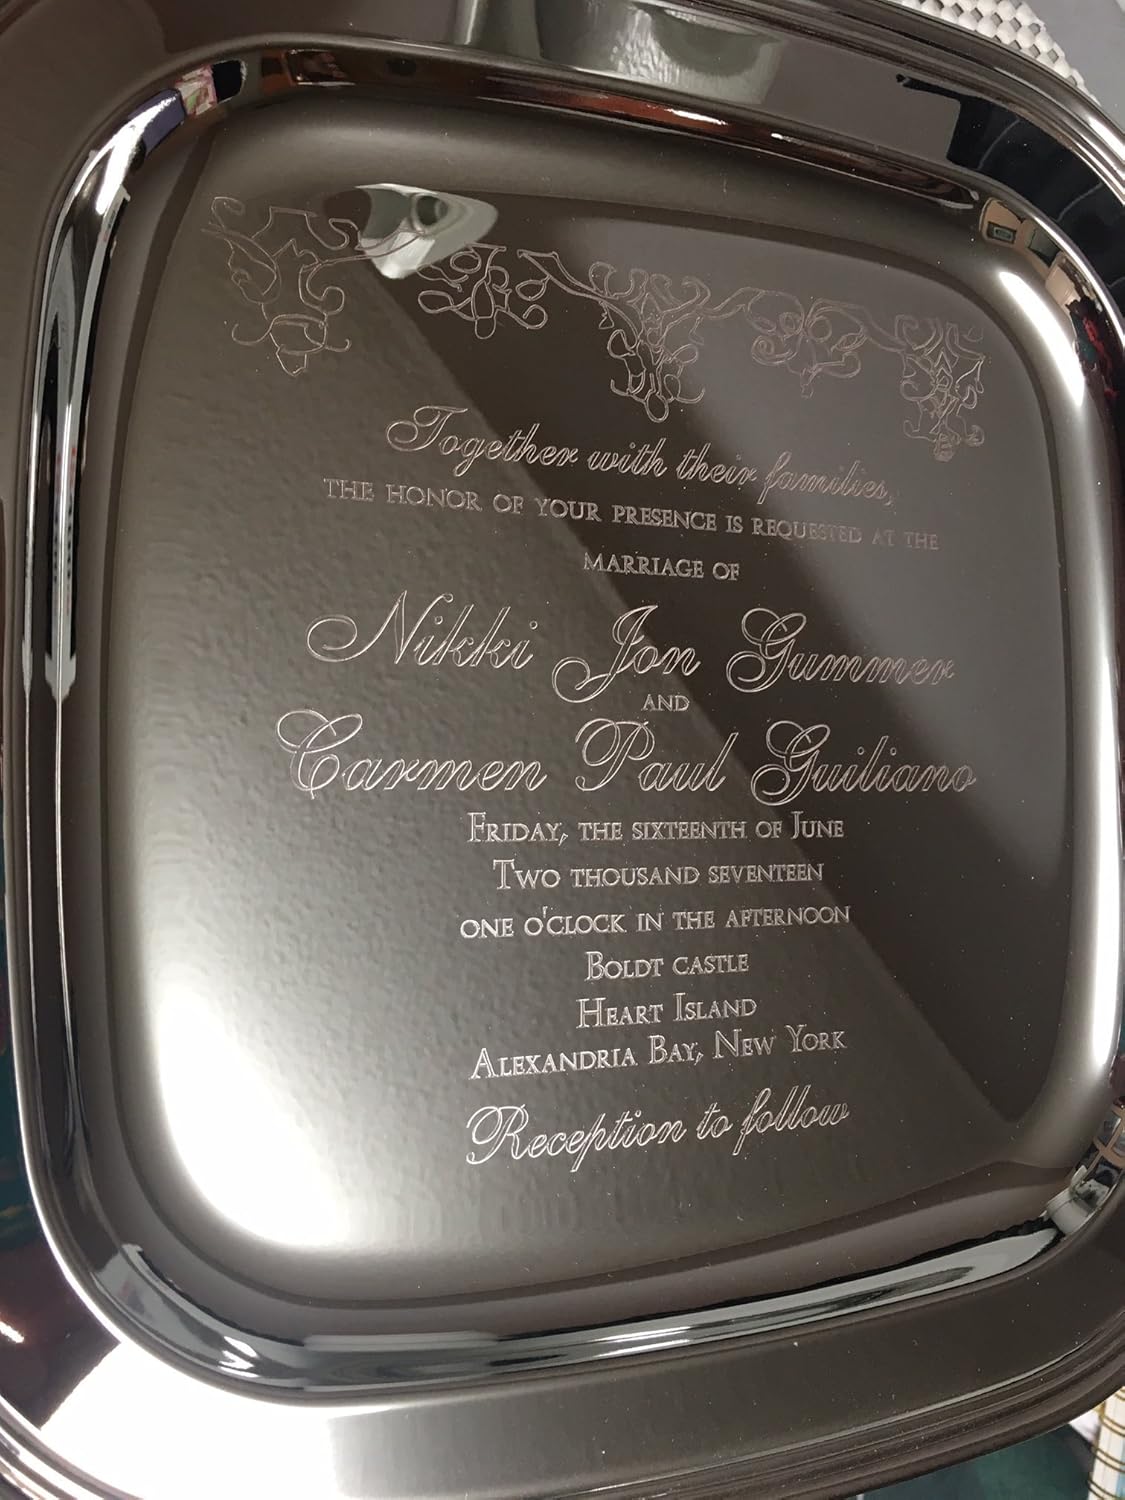 Together with their families,
THE HONOR OF YOUR PRESENCE IS REQUESTED AT THE
MARRIAGE OF
Nikki Jon Gummer
AND
Carmen Paul Guiliano
FRIDAY, THE SIXTEENTH OF JUNE
TWO THOUSAND SEVENTEEN
ONE O'CLOCK IN THE AFTERNOON
BOLDT CASTLE
HEART ISLAND
ALEXANDRIA BAY, NEW YORK
Reception to follow